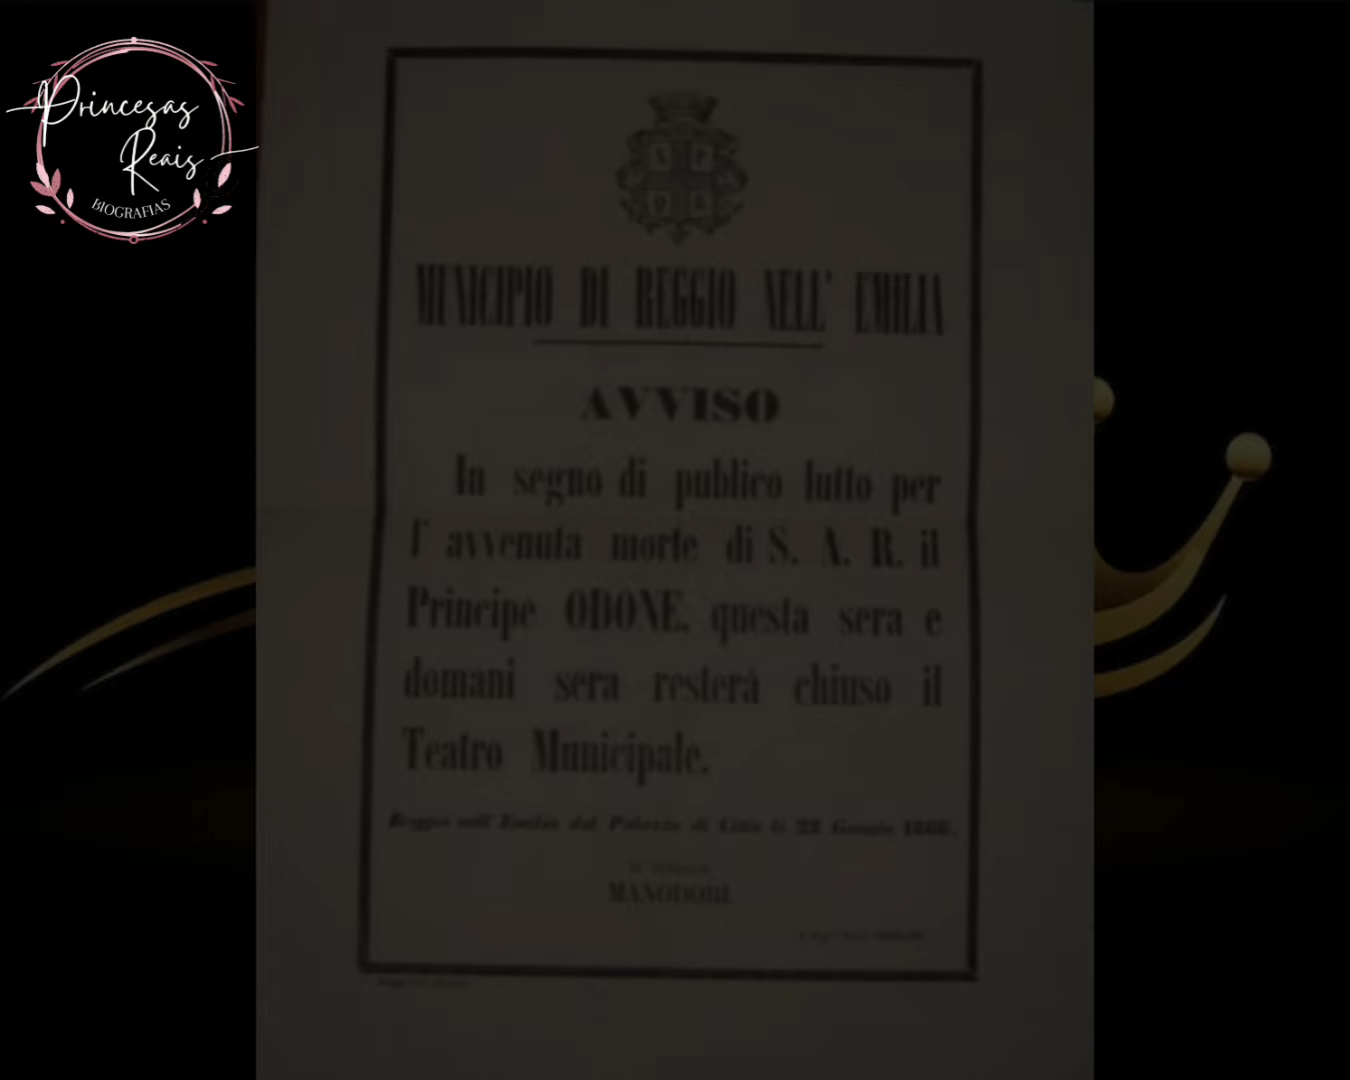 Princesas
Reais
BIOGRAFIAS
S P
Q R
MUNICIPIO DI REGGIO NELL' EMILIA
AVVISO
In segno di publico lutto per
l' avvenuta morte di S. A. R. il
Principe ODONE, questa sera e
domani sera resterà chiuso il
Teatro Municipale.
Reggio nell' Emilia dal Palazzo di Città li 22 Gennaio 1866.
MANODORI.